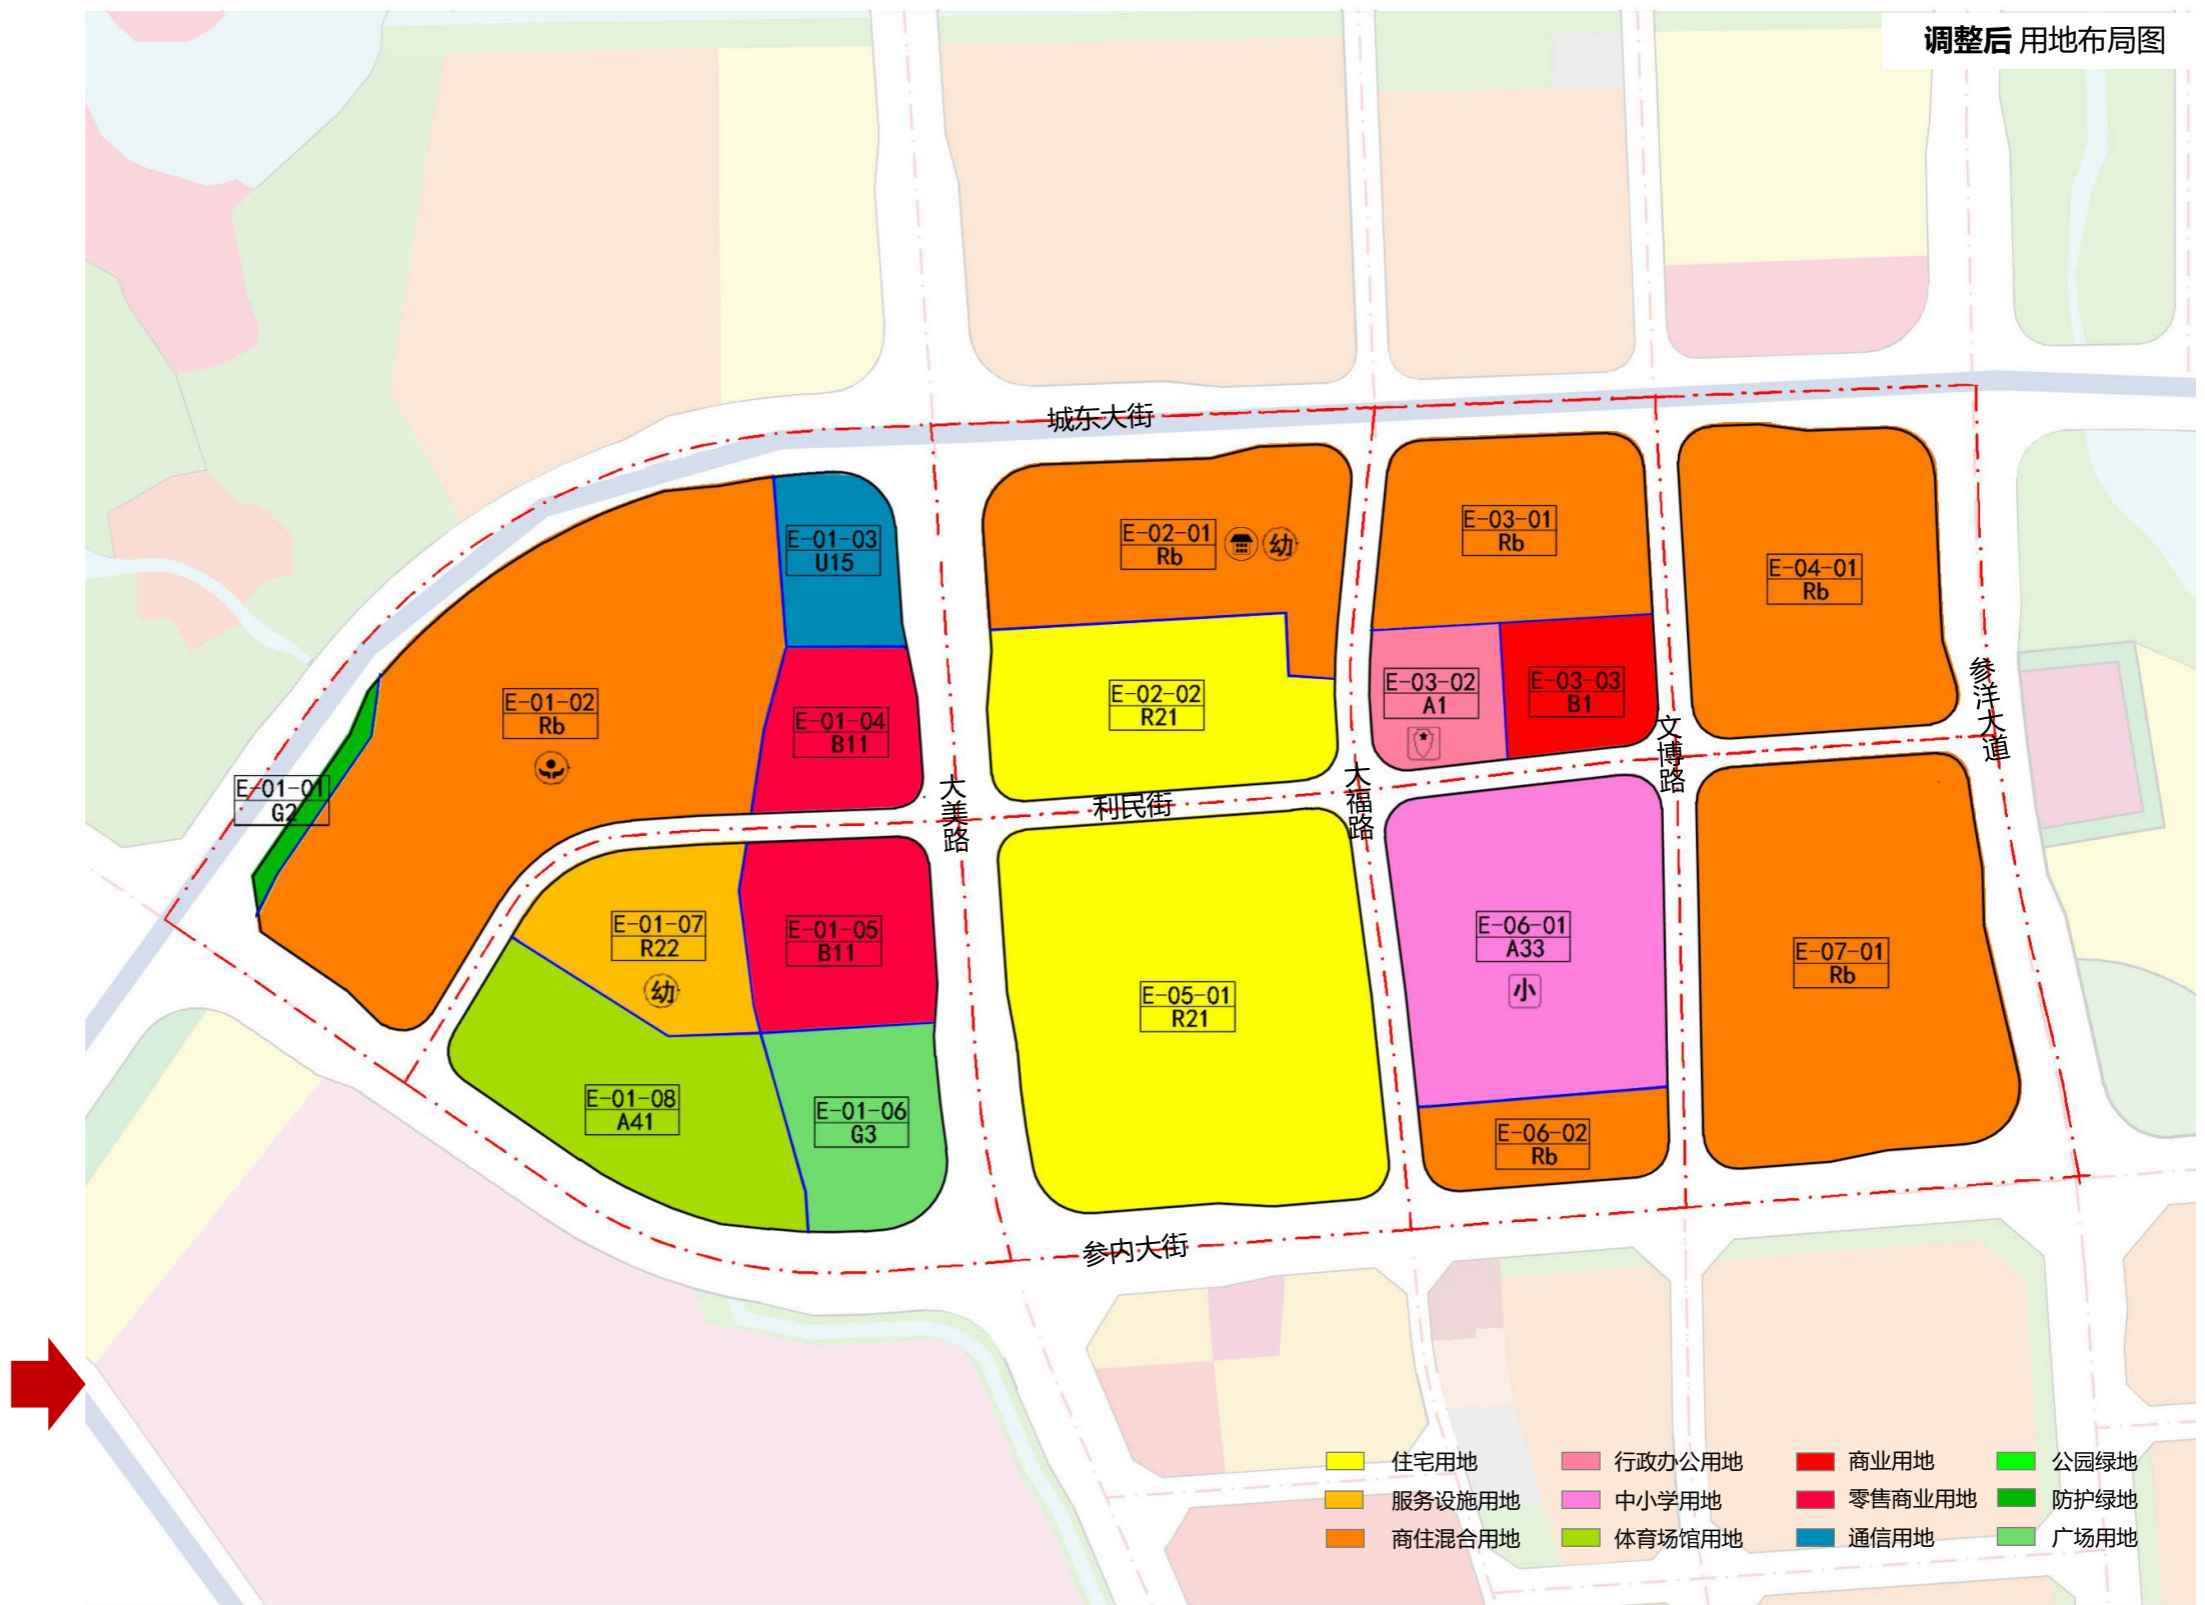 调整后 用地布局图
城东大街
E-01-03
U15
E-02-01
Rb
幼
E-03-01
Rb
E-04-01
Rb
E-01-02
Rb
E-01-04
B11
E-02-02
R21
E-03-02
A1
E-03-03
B1
参洋大道
文博路
大福路
大美路
利民街
E-01-01
G2
E-01-07
R22
幼
E-01-05
B11
E-05-01
R21
E-06-01
A33
小
E-07-01
Rb
E-01-08
A41
E-01-06
G3
E-06-02
Rb
参内大街
住宅用地
行政办公用地
商业用地
公园绿地
服务设施用地
中小学用地
零售商业用地
防护绿地
商住混合用地
体育场馆用地
通信用地
广场用地